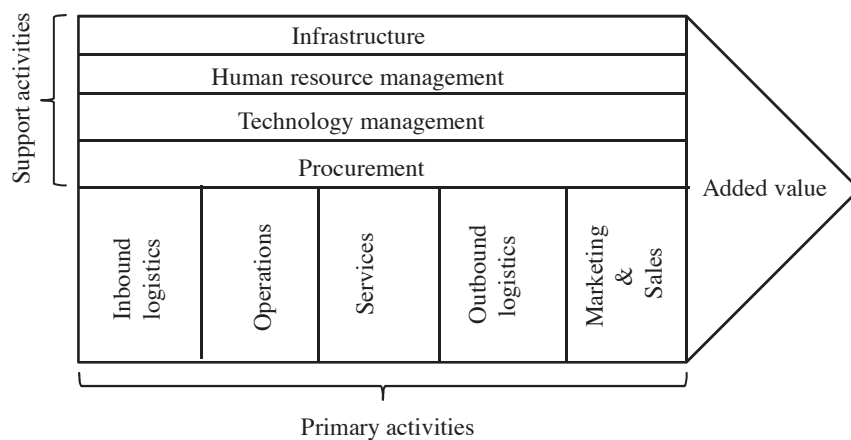 Support activities
Infrastructure
Human resource management
Technology management
Procurement
Added value
Inbound
logistics
Operations
Services
Outbound
logistics
Marketing
&
Sales
Primary activities